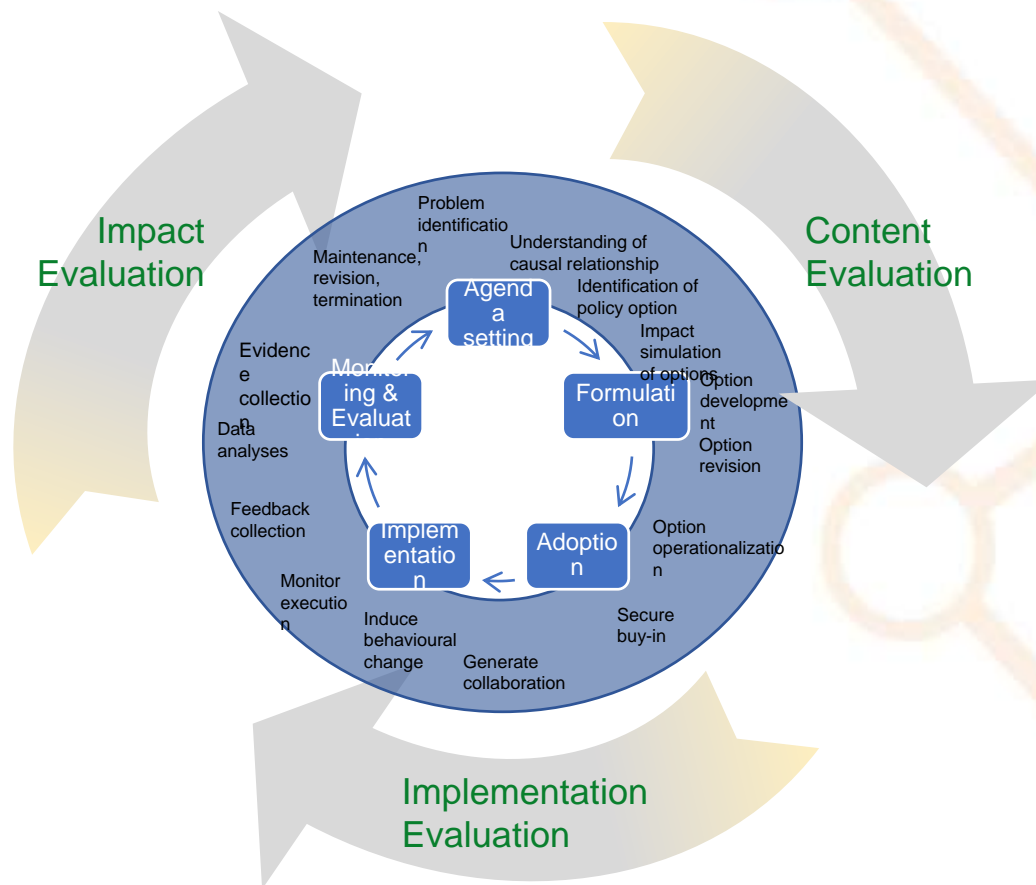 Impact
Evaluation
Content
Evaluation
Problem
identificatio
n
Understanding of
causal relationship
Maintenance,
revision,
termination
Identification of
policy option
Agend
a
setting
Impact
simulation
of options
Evidenc
e
collectio
n
Monitor
ing &
Evaluat
Formulati
on
Option
developme
nt
Option
revision
Data
analyses
Feedback
collection
Implem
entatio
n
Adoptio
n
Option
operationalizatio
n
Monitor
executio
n
Induce
behavioural
change
Generate
collaboration
Secure
buy-in
Implementation
Evaluation